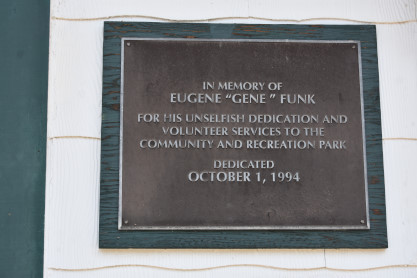 IN MEMORY OF
EUGENE "GENE" FUNK
FOR HIS UNSELFISH DEDICATION AND
VOLUNTEER SERVICES TO THE
COMMUNITY AND RECREATION PARK
DEDICATED
OCTOBER 1, 1994